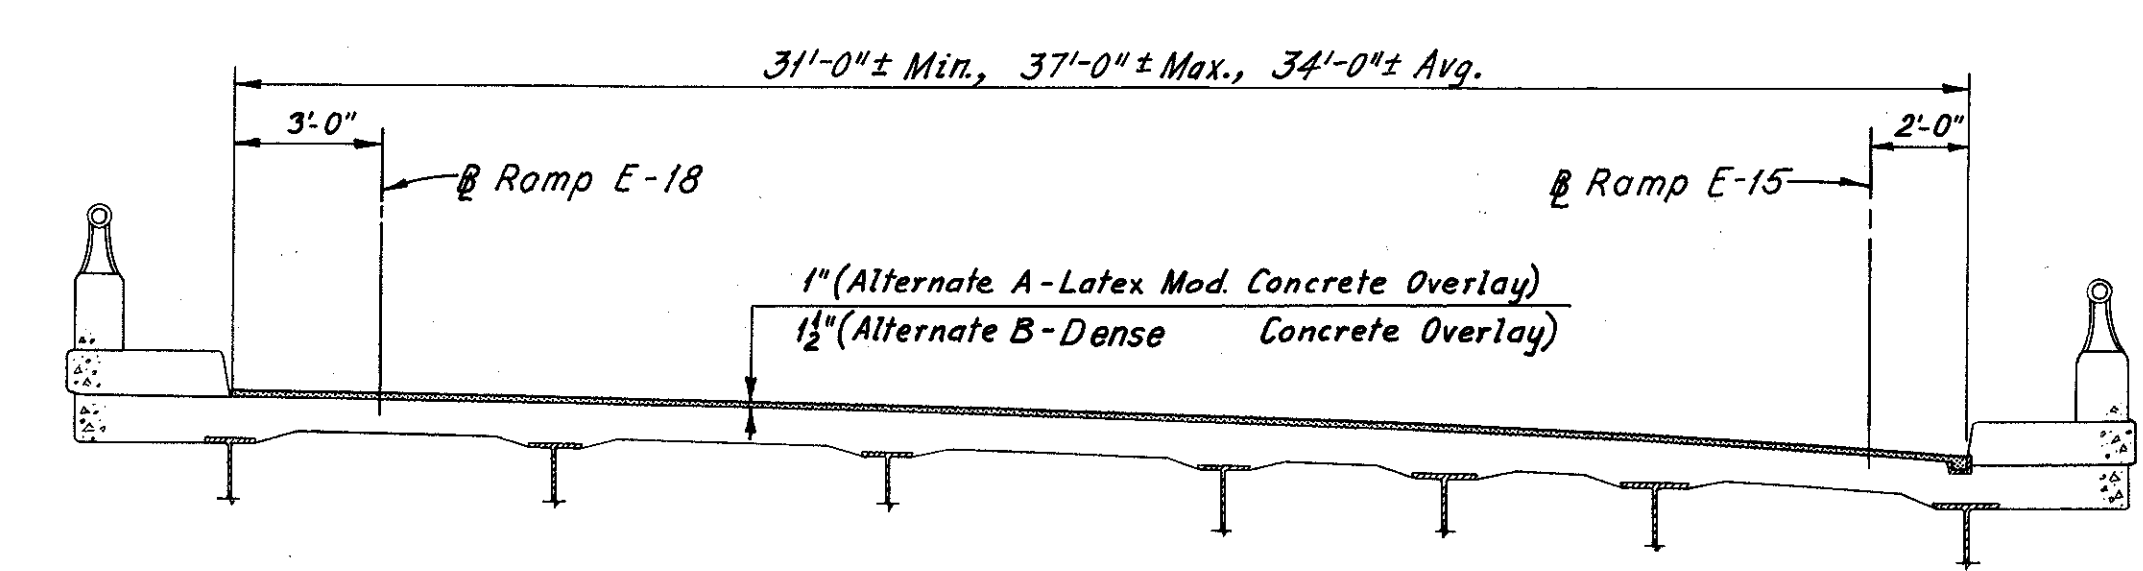 31'-0"± Min., 37'-0"± Max., 34'-0"± Avg.
3'-0"
2'-0"
℄ Ramp E-18
℄ Ramp E-15
1" (Alternate A-Latex Mod. Concrete Overlay)
1½" (Alternate B-Dense Concrete Overlay)